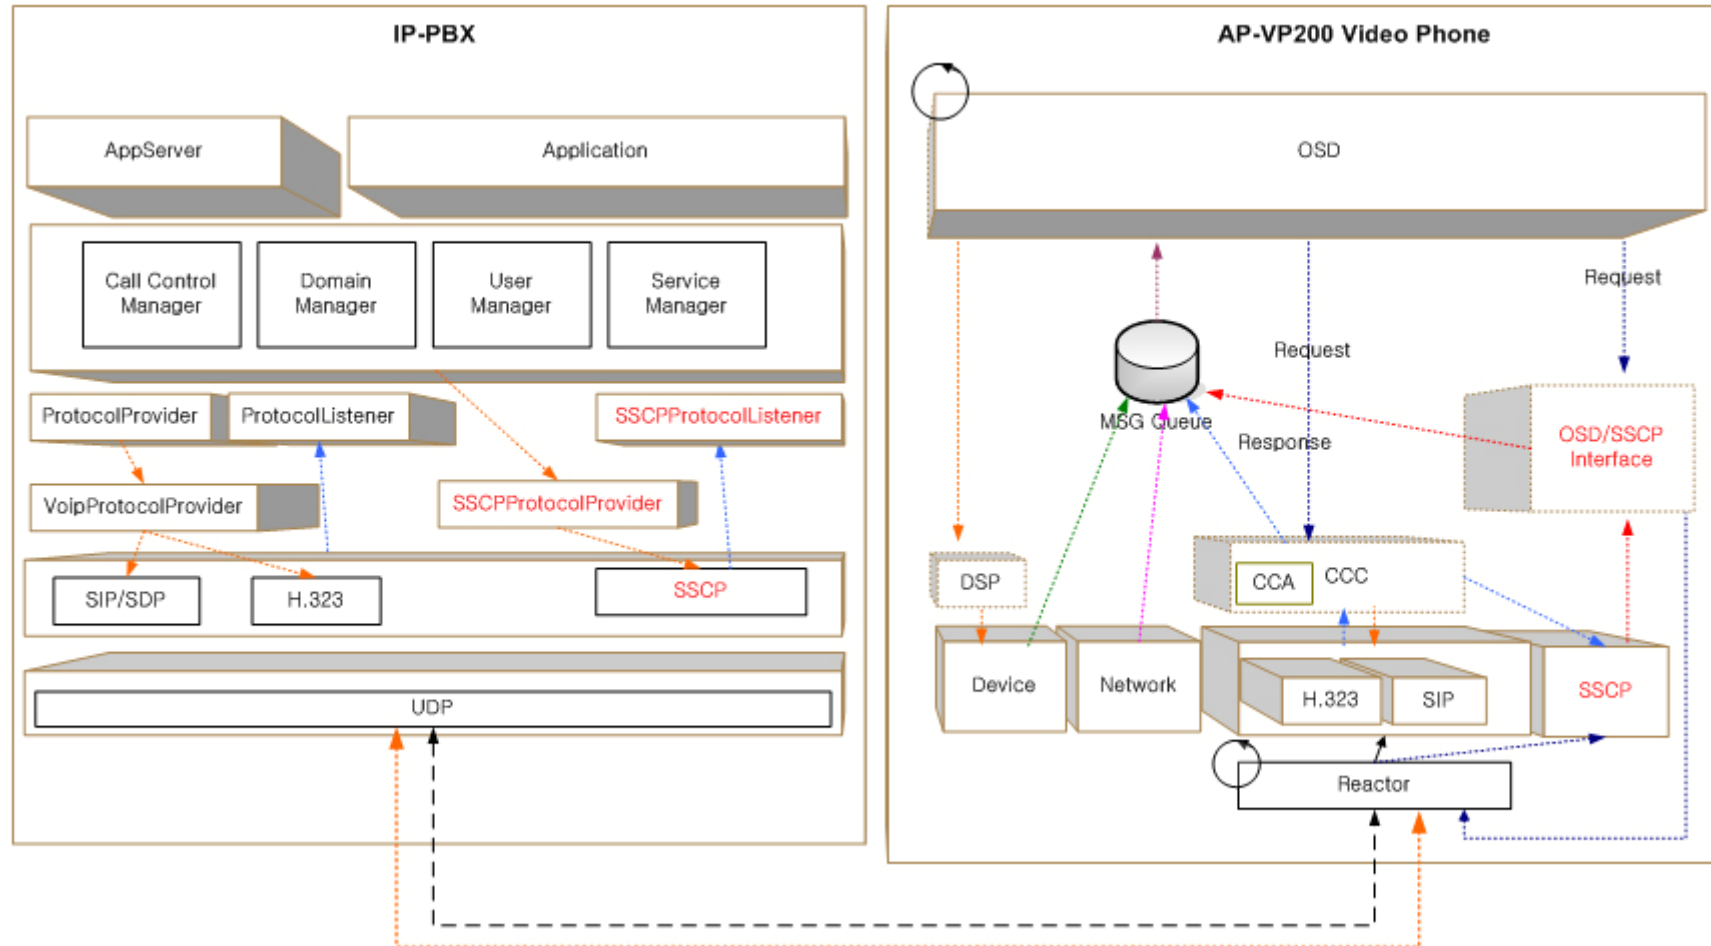 IP-PBX
AppServer
Application
Call Control
Manager
Domain
Manager
User
Manager
Service
Manager
ProtocolProvider
ProtocolListener
SSCPProtocolListener
VoipProtocolProvider
SSCPProtocolProvider
SIP/SDP
H.323
SSCP
UDP
AP-VP200 Video Phone
OSD
Request
Request
MSG Queue
Response
OSD/SSCP
Interface
DSP
CCA
CCC
Device
Network
H.323
SIP
SSCP
Reactor